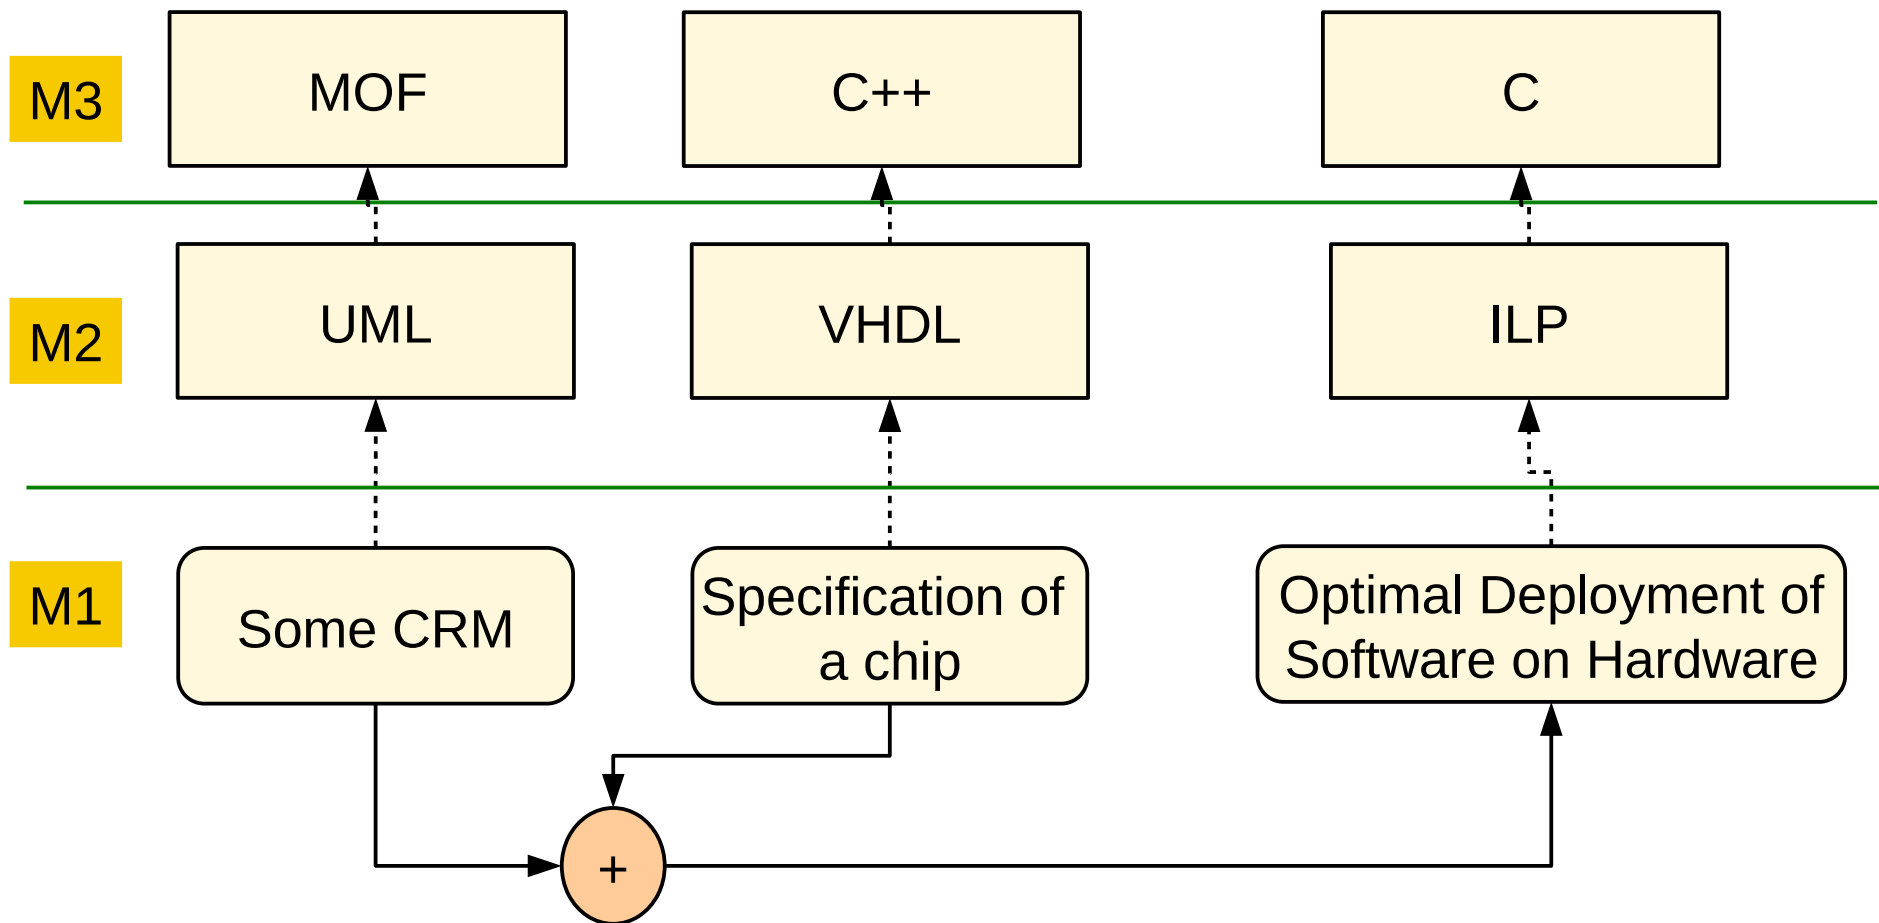 M3
MOF
C++
C
M2
UML
VHDL
ILP
M1
Some CRM
Specification of
a chip
Optimal Deployment of
Software on Hardware
+